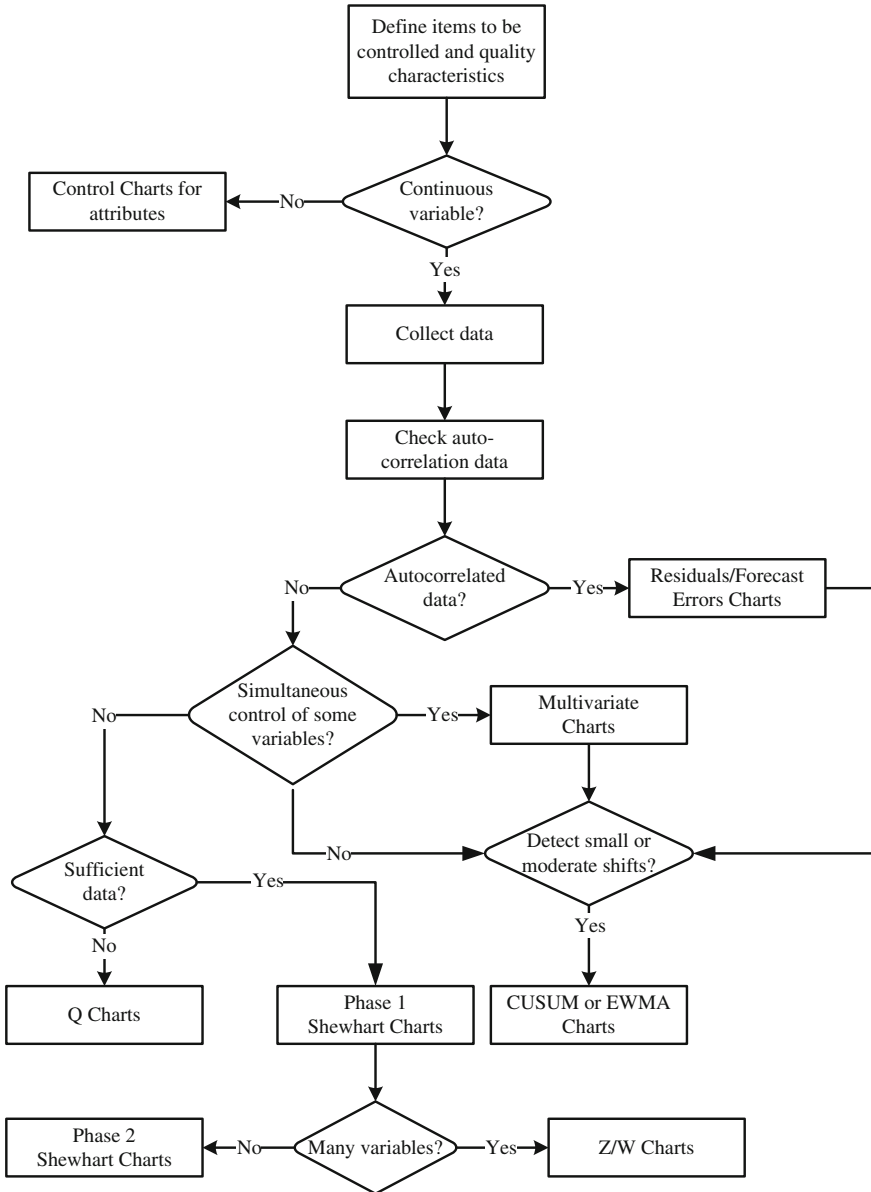 Define items to be
controlled and quality
characteristics
Control Charts for
attributes
No
Continuous
variable?
Yes
Collect data
Check auto-
correlation data
No
Autocorrelated
data?
Yes
Residuals/Forecast
Errors Charts
No
Simultaneous
control of some
variables?
Yes
Multivariate
Charts
No
Detect small or
moderate shifts?
Sufficient
data?
Yes
No
Yes
Q Charts
Phase 1
Shewhart Charts
CUSUM or EWMA
Charts
Phase 2
Shewhart Charts
No
Many variables?
Yes
Z/W Charts